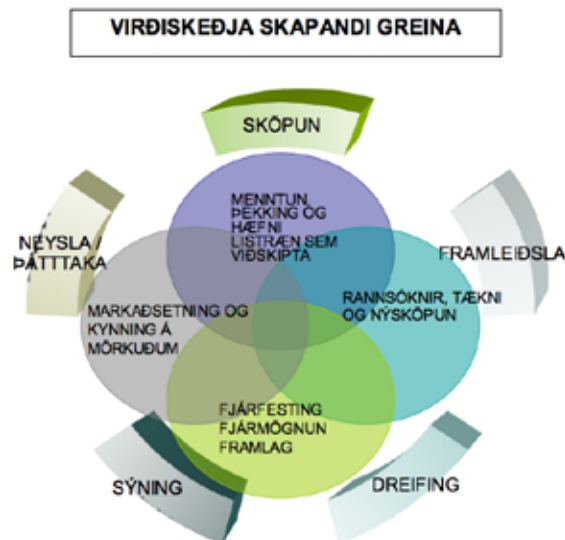 VIRÐISKEÐJA SKAPANDI GREINA
SKÖPUN
MENNTUN,
ÞEKKING OG
HÆFNI
LISTRÆN SEM
VIÐSKIPTA
NEYSLA /
ÞÁTTTAKA
FRAMLEIÐSLA
MARKAÐSETNING OG
KYNNING Á
MÖRKUÐUM
RANNSÓKNIR, TÆKNI
OG NÝSKÖPUN
FJÁRFESTING
FJÁRMÖGNUN
FRAMLAG
SÝNING
DREIFING